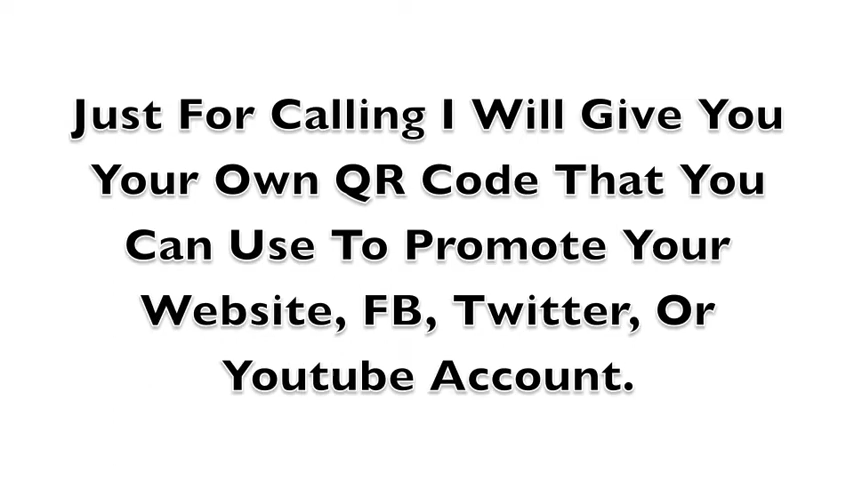 Just For Calling I Will Give You
Your Own QR Code That You
Can Use To Promote Your
Website, FB, Twitter, Or
Youtube Account.